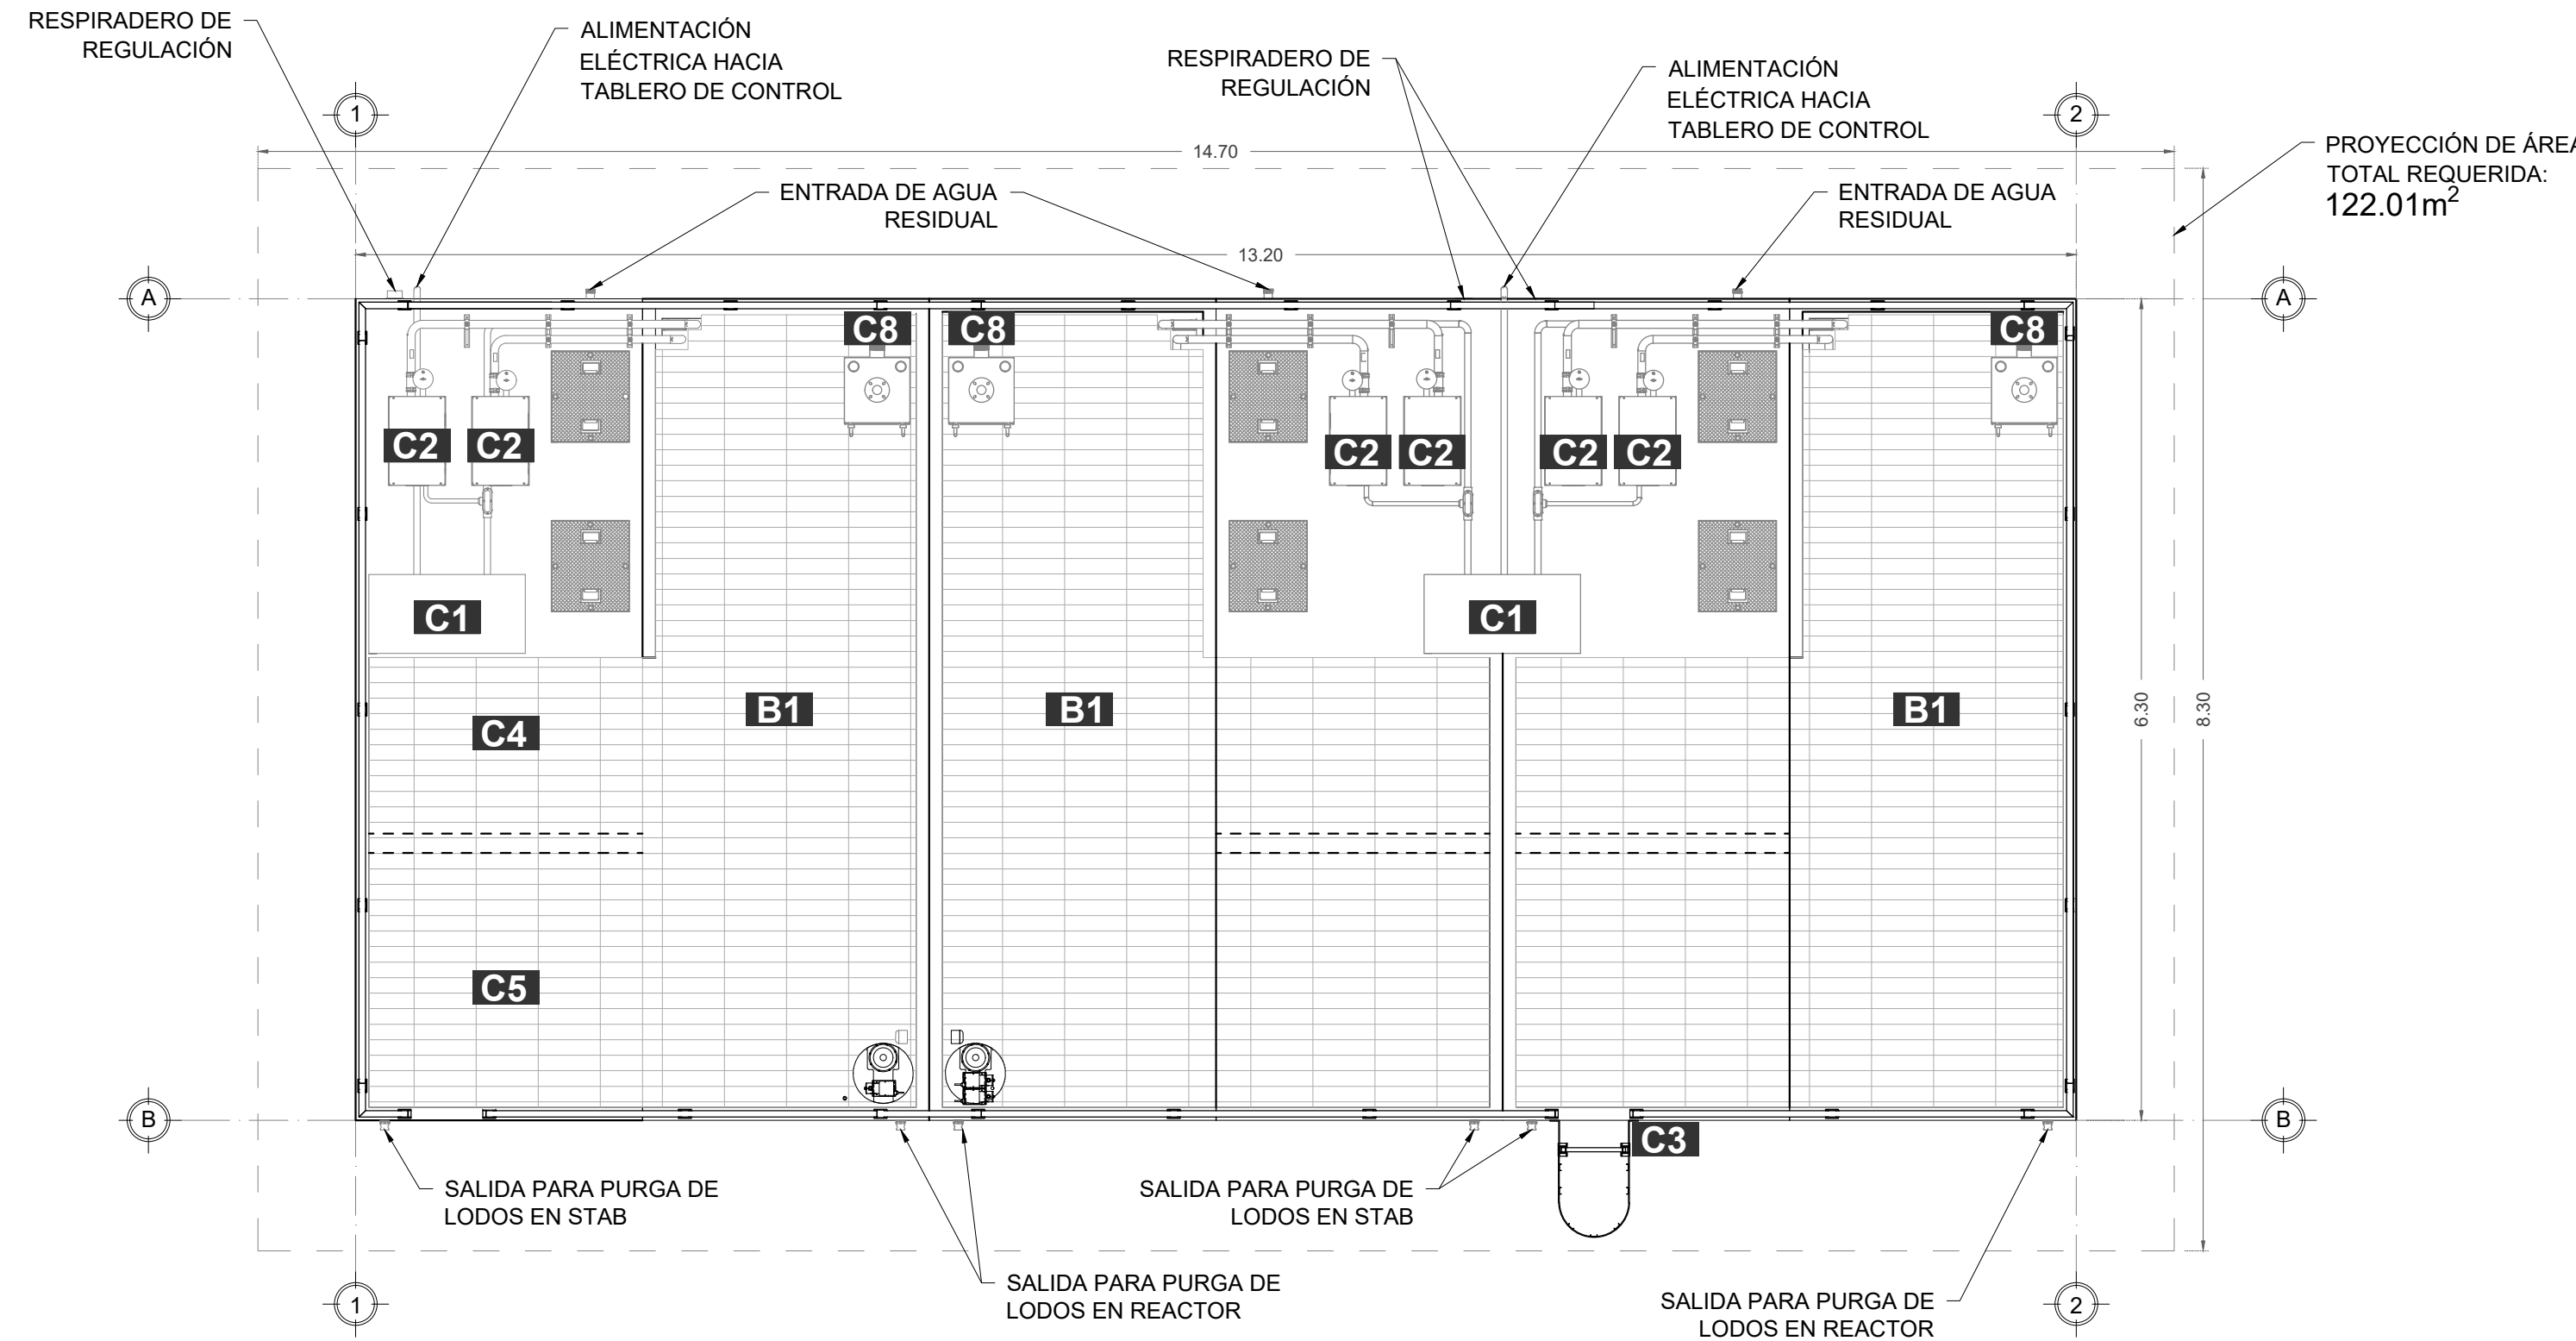 RESPIRADERO DE
REGULACIÓN
ALIMENTACIÓN
ELÉCTRICA HACIA
TABLERO DE CONTROL
RESPIRADERO DE
REGULACIÓN
ALIMENTACIÓN
ELÉCTRICA HACIA
TABLERO DE CONTROL
1
2
14.70
PROYECCIÓN DE ÁREA
TOTAL REQUERIDA:
122.01m²
ENTRADA DE AGUA
RESIDUAL
ENTRADA DE AGUA
RESIDUAL
13.20
A
A
C8
C8
C8
C2
C2
C2
C2
C2
C2
C1
C1
B1
B1
B1
C4
6.30
8.30
C5
B
B
C3
SALIDA PARA PURGA DE
LODOS EN STAB
SALIDA PARA PURGA DE
LODOS EN STAB
SALIDA PARA PURGA DE
LODOS EN REACTOR
SALIDA PARA PURGA DE
LODOS EN REACTOR
1
2